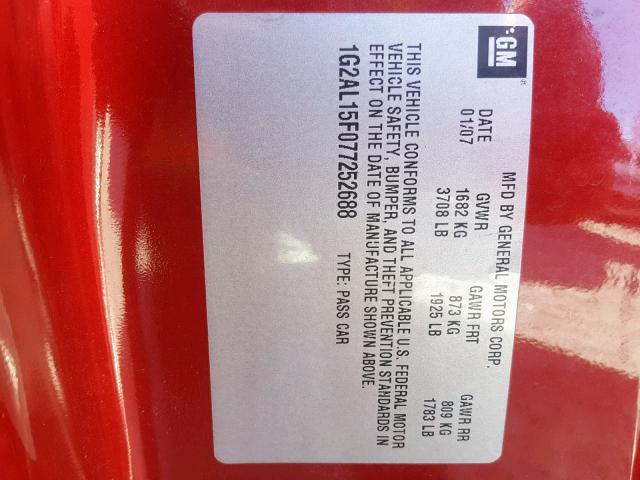 GM
MFD BY GENERAL MOTORS CORP.
DATE GVWR GAWR FRT GAWR RR
01/07 1682 KG 873 KG 809 KG
3708 LB 1925 LB 1783 LB
THIS VEHICLE CONFORMS TO ALL APPLICABLE U.S. FEDERAL MOTOR
VEHICLE SAFETY, BUMPER, AND THEFT PREVENTION STANDARDS IN
EFFECT ON THE DATE OF MANUFACTURE SHOWN ABOVE.
1G2AL15F077252688 TYPE: PASS CAR